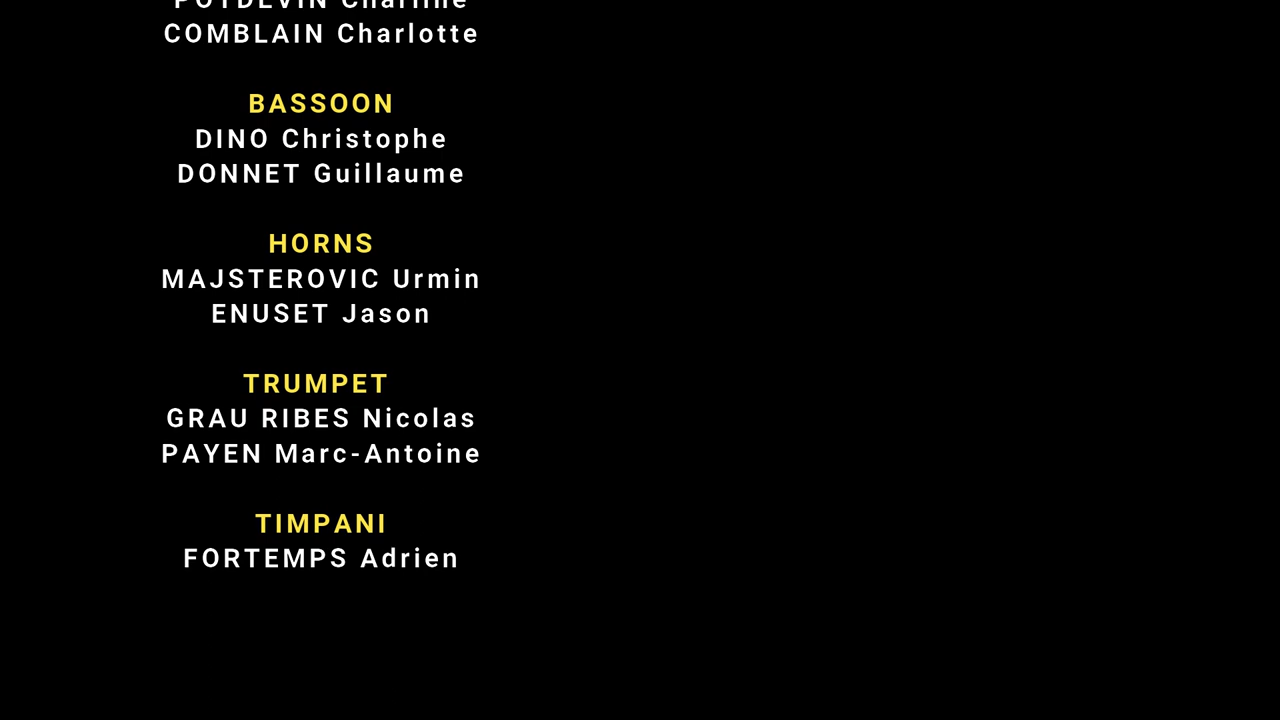 COMBLAIN Charlotte
BASSOON
DINO Christophe
DONNET Guillaume
HORNS
MAJSTEROVIC Urmin
ENUSET Jason
TRUMPET
GRAU RIBES Nicolas
PAYEN Marc-Antoine
TIMPANI
FORTEMPS Adrien